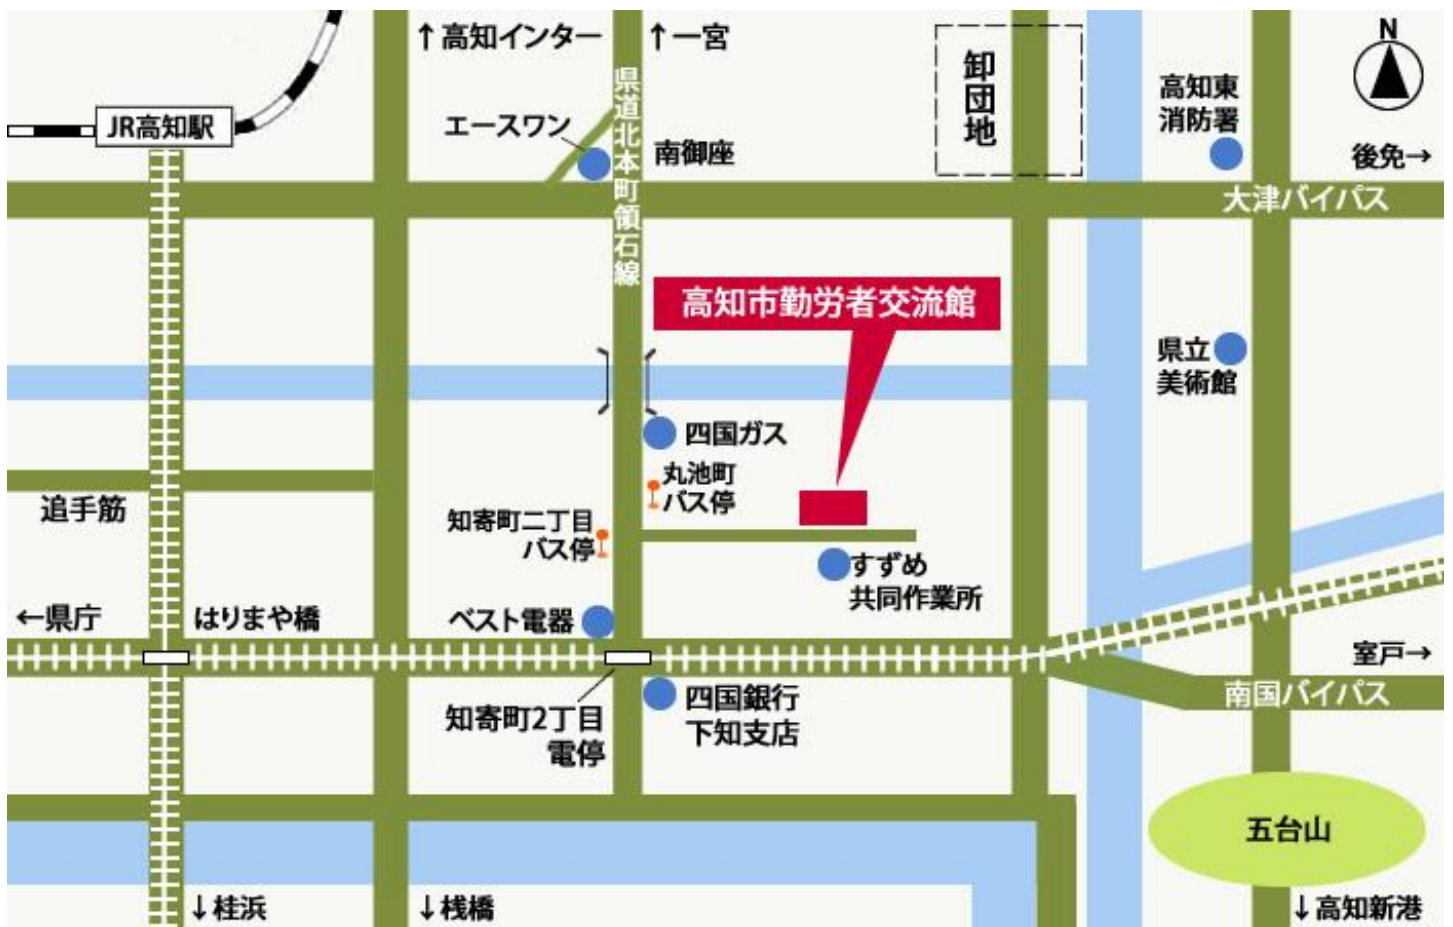 ↑高知インター
↑一宮
N
卸団地
高知東
消防署
県道北本町領石線
エースワン
JR高知駅
南御座
後免→
大津バイパス
高知市勤労者交流館
県立
美術館
四国ガス
丸池町
バス停
追手筋
知寄町二丁目
バス停
すずめ
共同作業所
←県庁
はりまや橋
ベスト電器
室戸→
南国バイパス
四国銀行
下知支店
知寄町2丁目
電停
五台山
↓桂浜
↓桟橋
↓高知新港